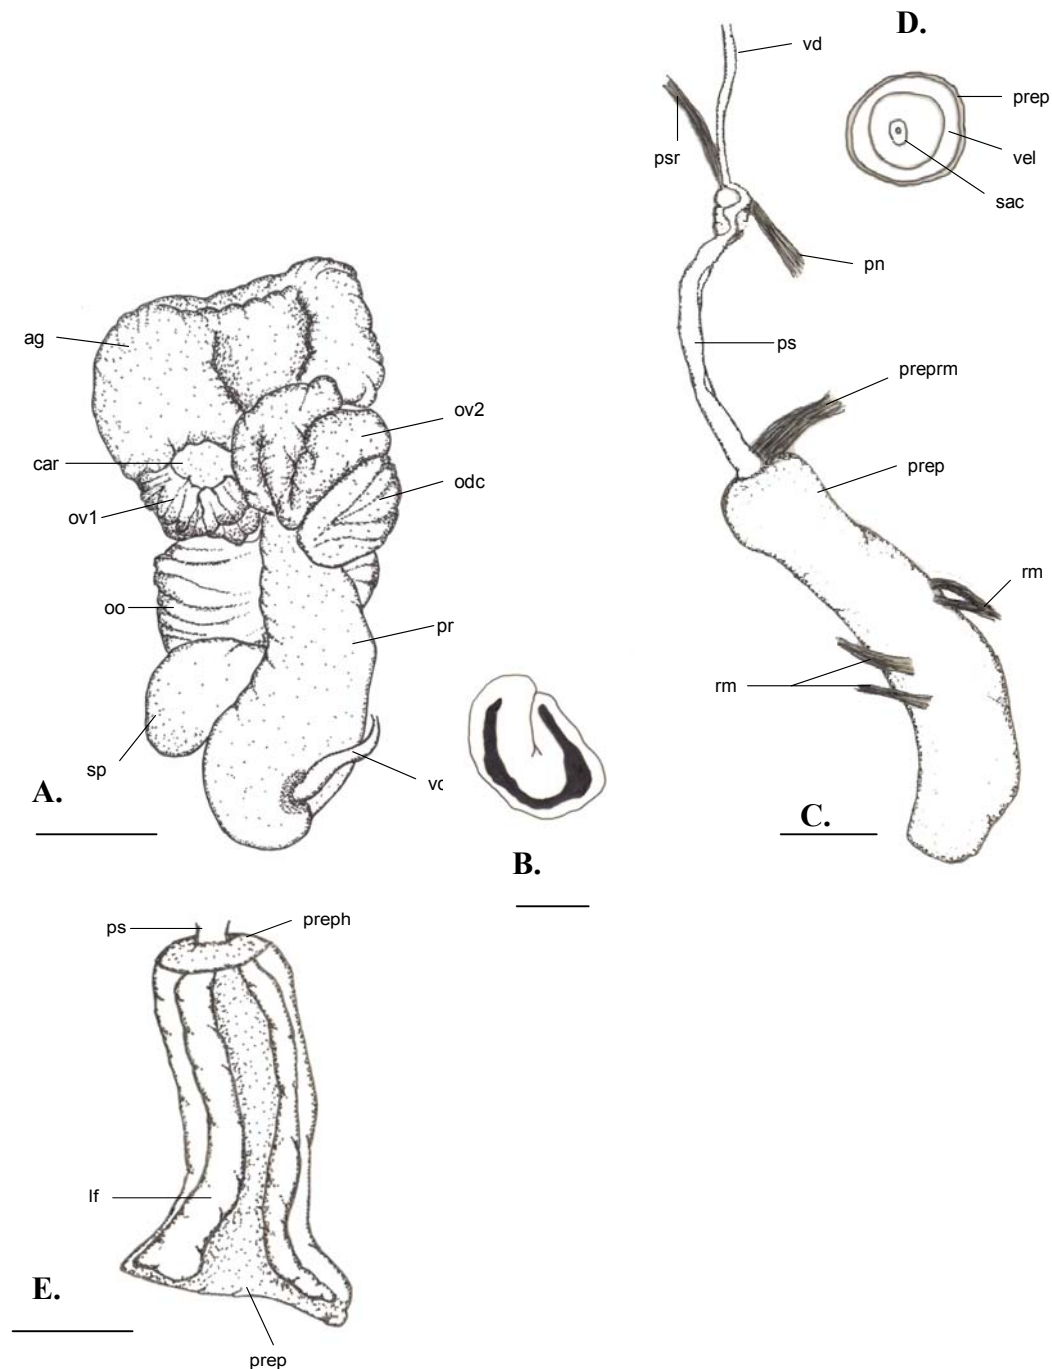 D.
vd
prep
psr
vel
sac
pn
ag
ps
preprm
ov2
car
prep
odc
ov1
rm
oo
pr
rm
sp
A.
C.
B.
ps
preph
lf
E.
prep